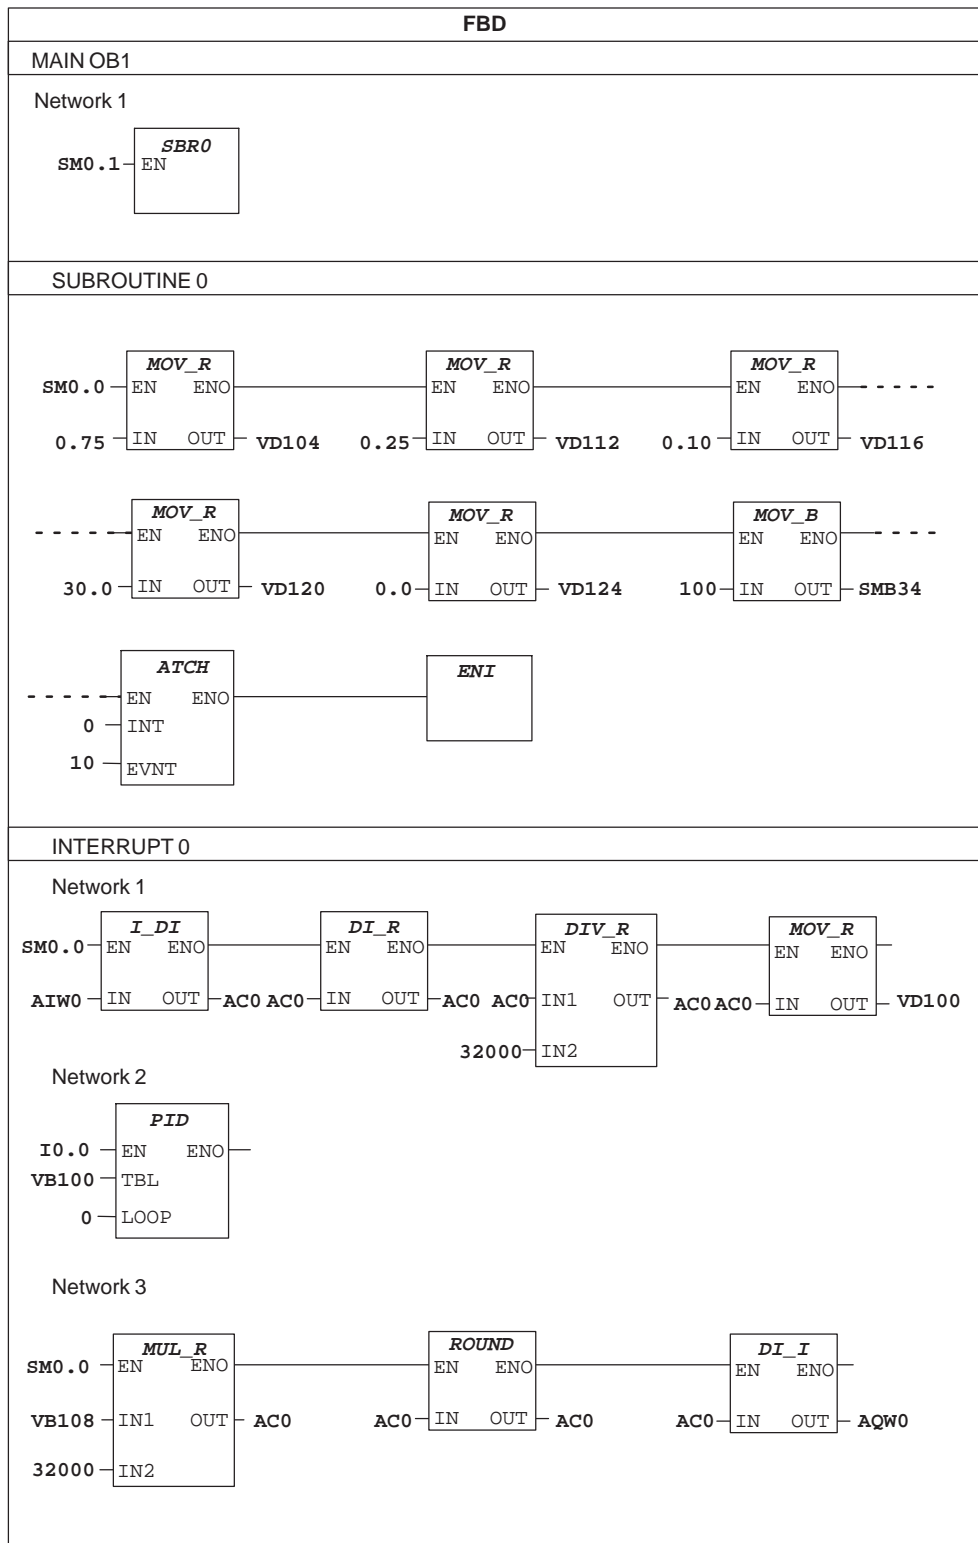 FBD
MAIN OB1
Network 1
SBR0
SM0.1 EN
SUBROUTINE 0
MOV_R MOV_R MOV_R
SM0.0 EN ENO EN ENO EN ENO
0.75 IN OUT VD104 0.25 IN OUT VD112 0.10 IN OUT VD116
MOV_R MOV_R MOV_B
EN ENO EN ENO EN ENO
30.0 IN OUT VD120 0.0 IN OUT VD124 100 IN OUT SMB34
ATCH ENI
EN ENO
0 INT
10 EVNT
INTERRUPT 0
Network 1
I_DI DI_R DIV_R MOV_R
SM0.0 EN ENO EN ENO EN ENO EN ENO
AIW0 IN OUT AC0 AC0 IN OUT AC0 AC0 IN1 OUT AC0 AC0 IN OUT VD100
32000 IN2
Network 2
PID
I0.0 EN ENO
VB100 TBL
0 LOOP
Network 3
MUL_R ROUND DI_I
SM0.0 EN ENO EN ENO EN ENO
VB108 IN1 OUT AC0 AC0 IN OUT AC0 AC0 IN OUT AQW0
32000 IN2